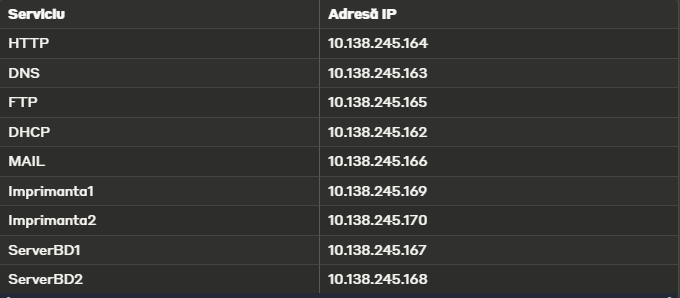 Serviciu Adresă IP
HTTP 10.138.245.164
DNS 10.138.245.163
FTP 10.138.245.165
DHCP 10.138.245.162
MAIL 10.138.245.166
Imprimanta1 10.138.245.169
Imprimanta2 10.138.245.170
ServerBD1 10.138.245.167
ServerBD2 10.138.245.168